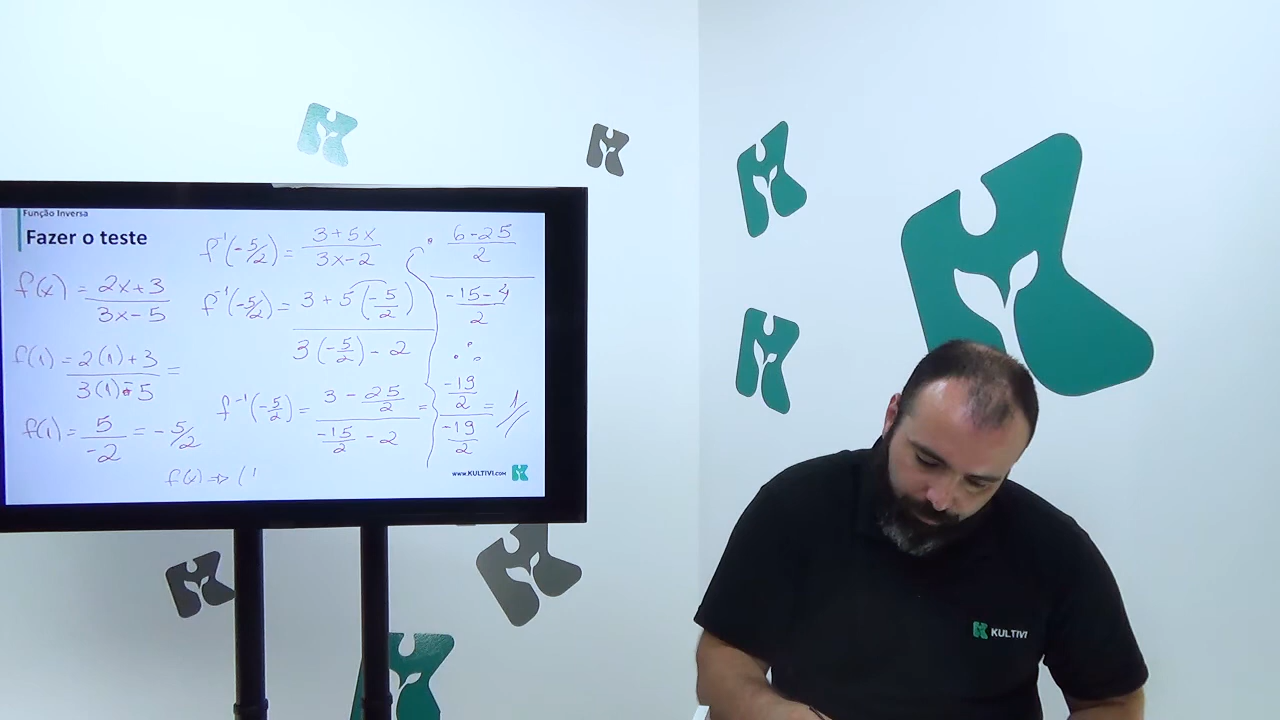 Função Inversa
Fazer o teste
f(x) = 2x+3 / 3x-5
f(1) = 2(1)+3 / 3(1)-5 =
f(1) = 5 / -2 = -5/2
f(x) ⇒ (1
f⁻¹(-5/2) = 3+5x / 3x-2
f⁻¹(-5/2) = 3+5(-5/2) / 3(-5/2)-2
f⁻¹(-5/2) = 3 - 25/2 / -15/2 - 2 =
6-25 / 2
-15-4 / 2
∴
-19/2 / -19/2 = 1//
www.KULTIVI.com
KULTIVI